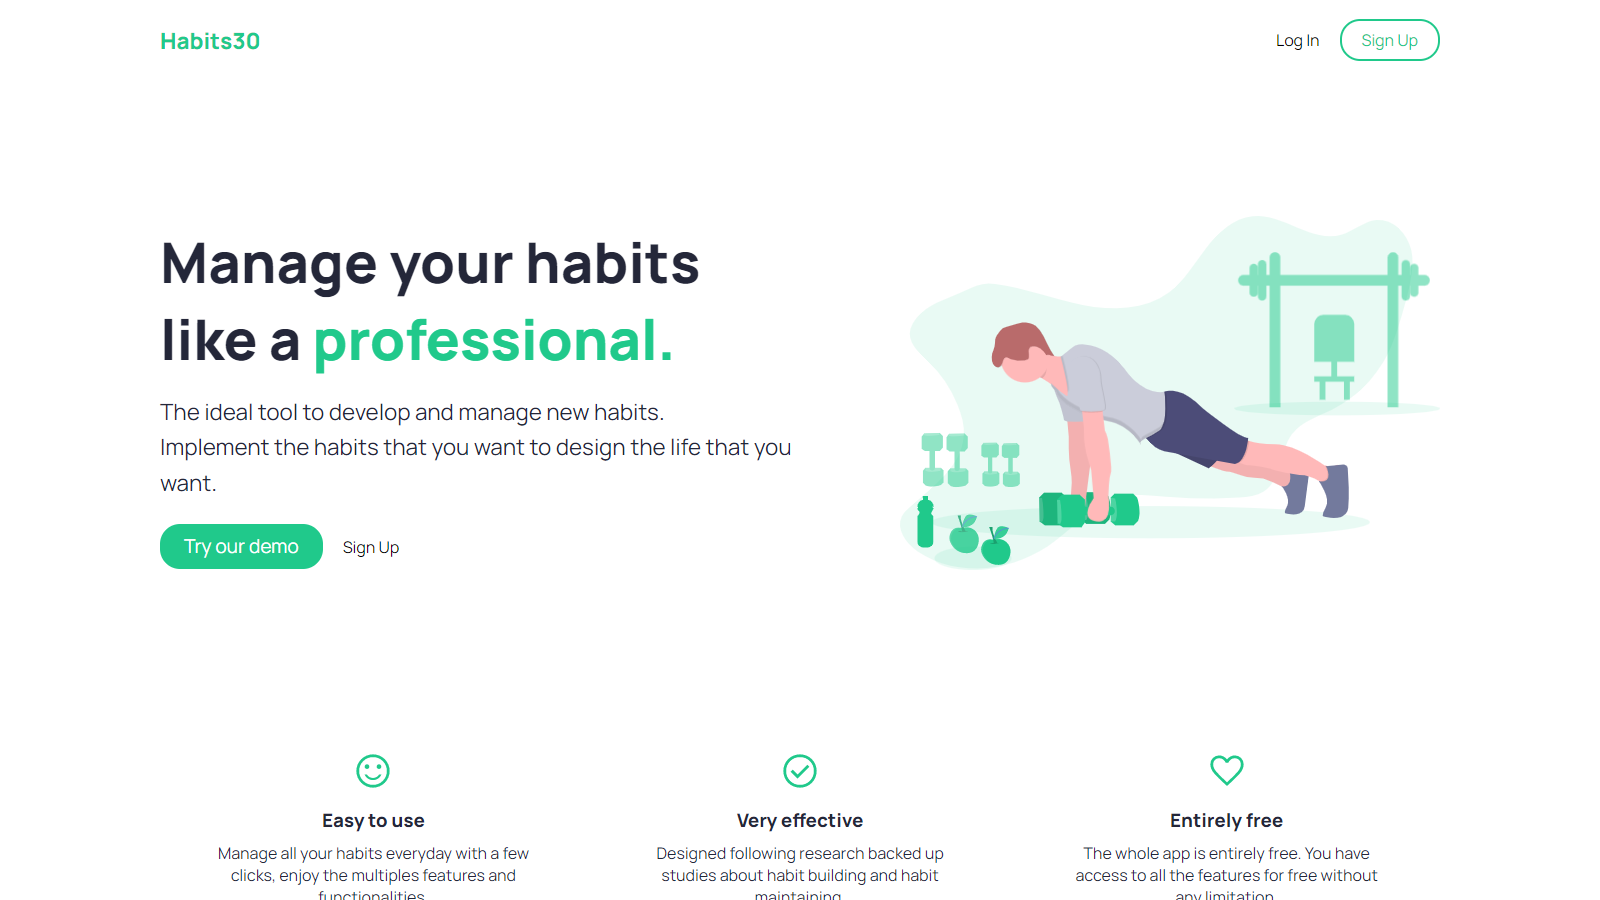 Habits30
Log In
Sign Up
Manage your habits
like a professional.
The ideal tool to develop and manage new habits.
Implement the habits that you want to design the life that you
want.
Try our demo
Sign Up
Easy to use
Manage all your habits everyday with a few
clicks, enjoy the multiples features and
functionalities.
Very effective
Designed following research backed up
studies about habit building and habit
maintaining.
Entirely free
The whole app is entirely free. You have
access to all the features for free without
any limitation.